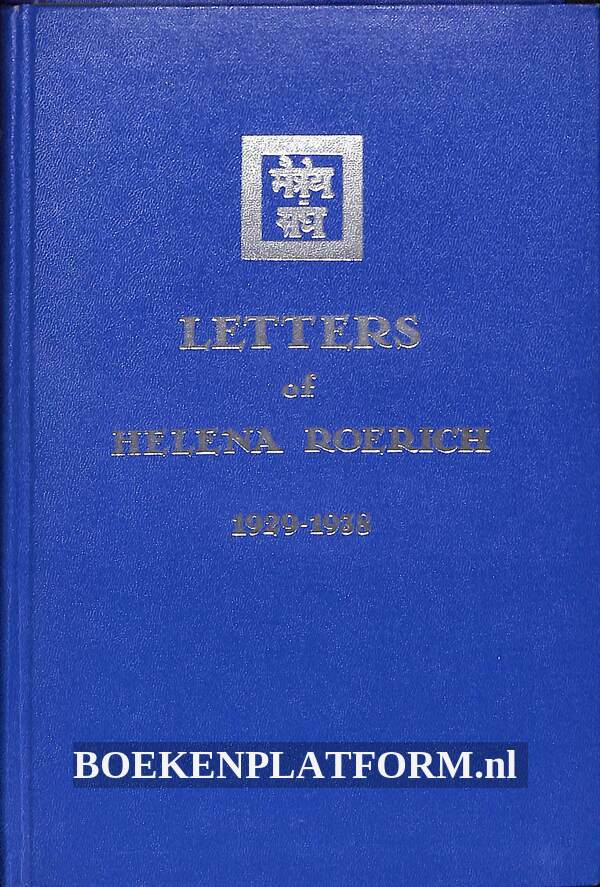 मैत्रेय
संघ
LETTERS
of
HELENA ROERICH
1929-1938
BOEKENPLATFORM.nl